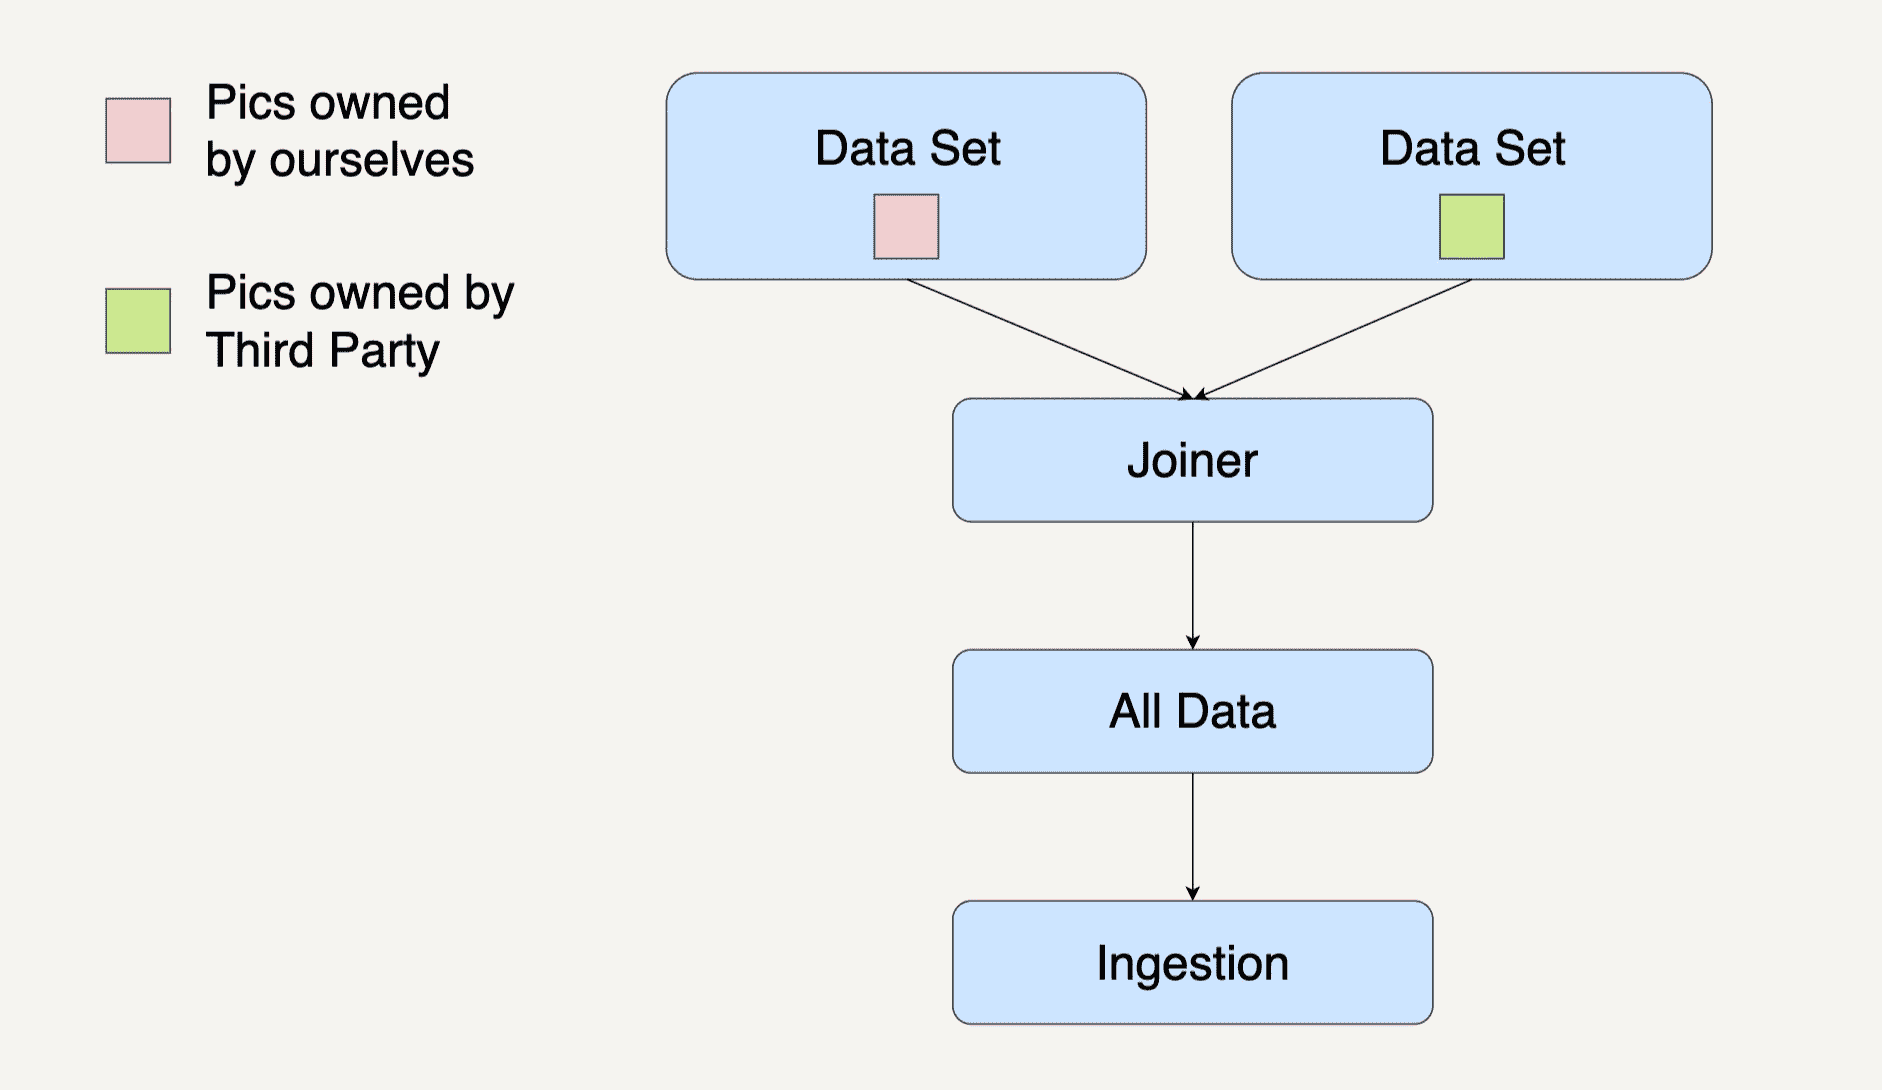 Pics owned
by ourselves
Pics owned by
Third Party
Data Set
Data Set
Joiner
All Data
Ingestion